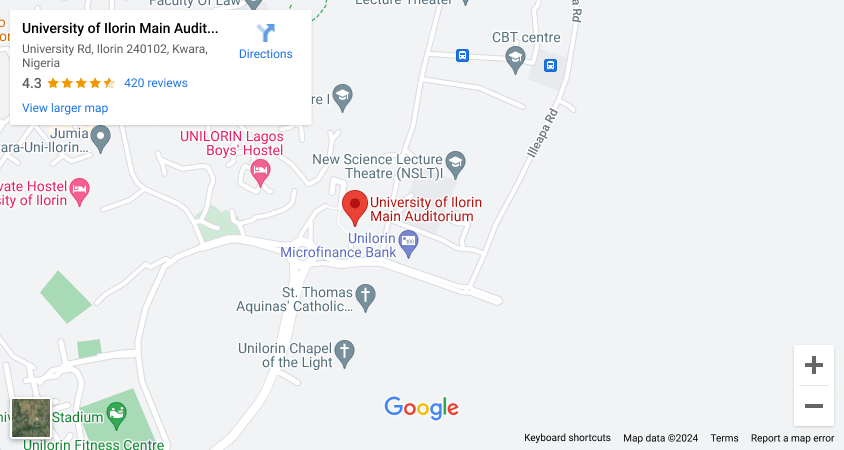 Faculty Of Law
Lecture Theater
University of Ilorin Main Audit...
University Rd, Ilorin 240102, Kwara,
Nigeria
4.3
420 reviews
Directions
View larger map
CBT centre
re I
Illeapa Rd
Rd
Jumia
ara-Uni-Ilorin...
UNILORIN Lagos
Boys' Hostel
New Science Lecture
Theatre (NSLT)I
vate Hostel
sity of Ilorin
University of Ilorin
Main Auditorium
Unilorin
Microfinance Bank
St. Thomas
Aquinas' Catholic...
Unilorin Chapel
of the Light
Stadium
Unilorin Fitness Centre
Google
Keyboard shortcuts
Map data ©2024
Terms
Report a map error